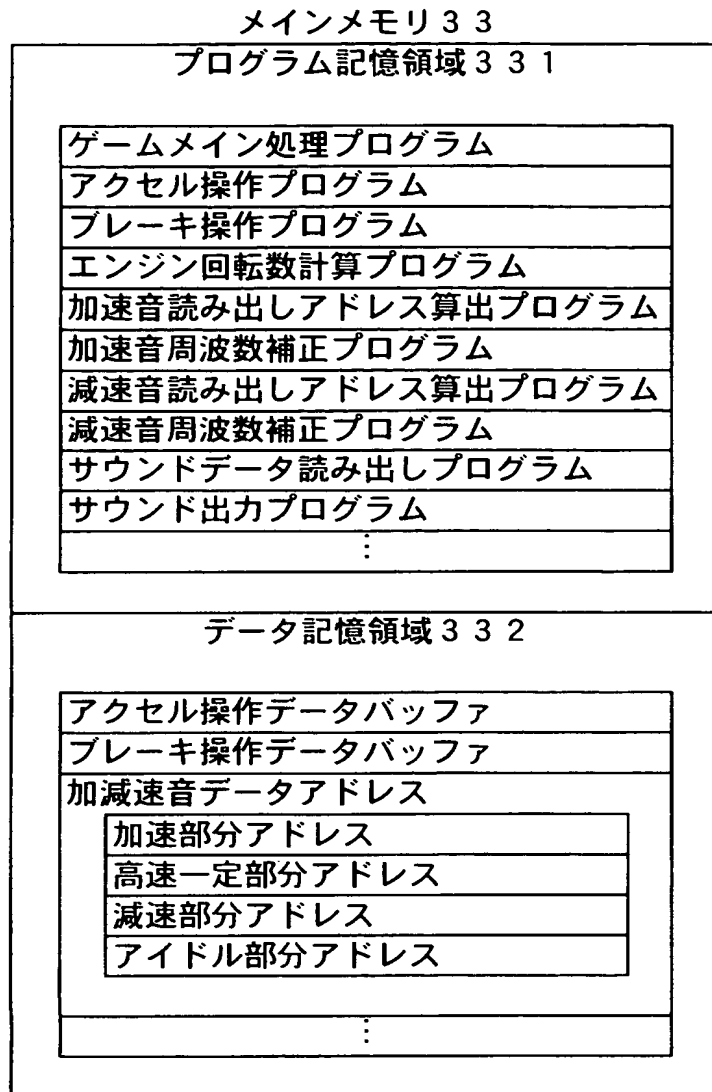 メインメモリ３３
プログラム記憶領域３３１
ゲームメイン処理プログラム
アクセル操作プログラム
ブレーキ操作プログラム
エンジン回転数計算プログラム
加速音読み出しアドレス算出プログラム
加速音周波数補正プログラム
減速音読み出しアドレス算出プログラム
減速音周波数補正プログラム
サウンドデータ読み出しプログラム
サウンド出力プログラム
⋮
データ記憶領域３３２
アクセル操作データバッファ
ブレーキ操作データバッファ
加減速音データアドレス
加速部分アドレス
高速一定部分アドレス
減速部分アドレス
アイドル部分アドレス
⋮